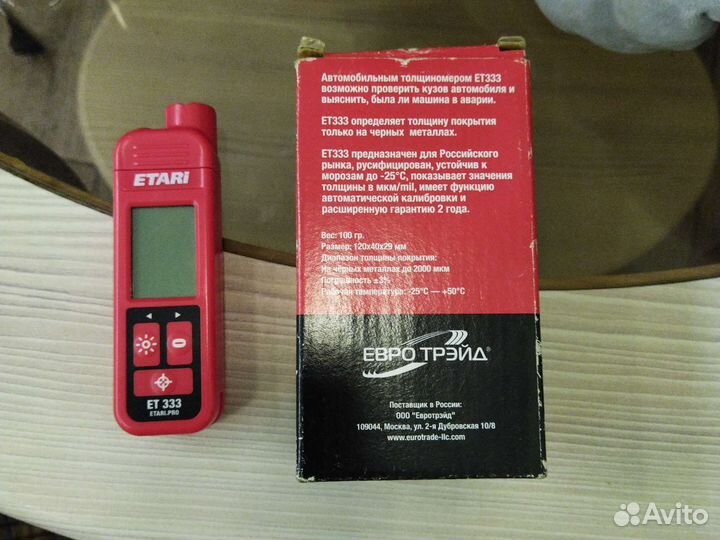 ETARI
ET 333
ETARI.PRO
Автомобильным толщиномером ET333
возможно проверить кузов автомобиля и
выяснить, была ли машина в аварии.
ET333 определяет толщину покрытия
только на черных металлах.
ET333 предназначен для Российского
рынка, русифицирован, устойчив к
морозам до -25°C, показывает значения
толщины в мкм/mil, имеет функцию
автоматической калибровки и
расширенную гарантию 2 года.
Вес: 100 гр.
Размер: 120x40x29 мм
Диапазон толщины покрытия:
На чёрных металлах до 2000 мкм
Погрешность ±3%
Рабочая температура: -25°C — +50°C
ЕВРО ТРЭЙД®
Поставщик в России:
ООО "Евротрэйд"
109044, Москва, ул. 2-я Дубровская 10/8
www.eurotrade-llc.com
Avito